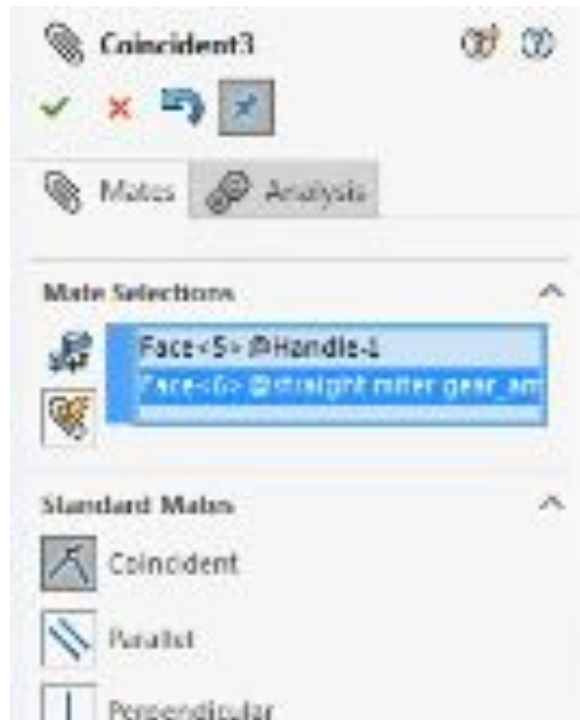 Coincident3
Mates Analysis
Mate Selections
Face<5>@Handle-1
Face<6>@straight miter gear_am
Standard Mates
Coincident
Parallel
Perpendicular